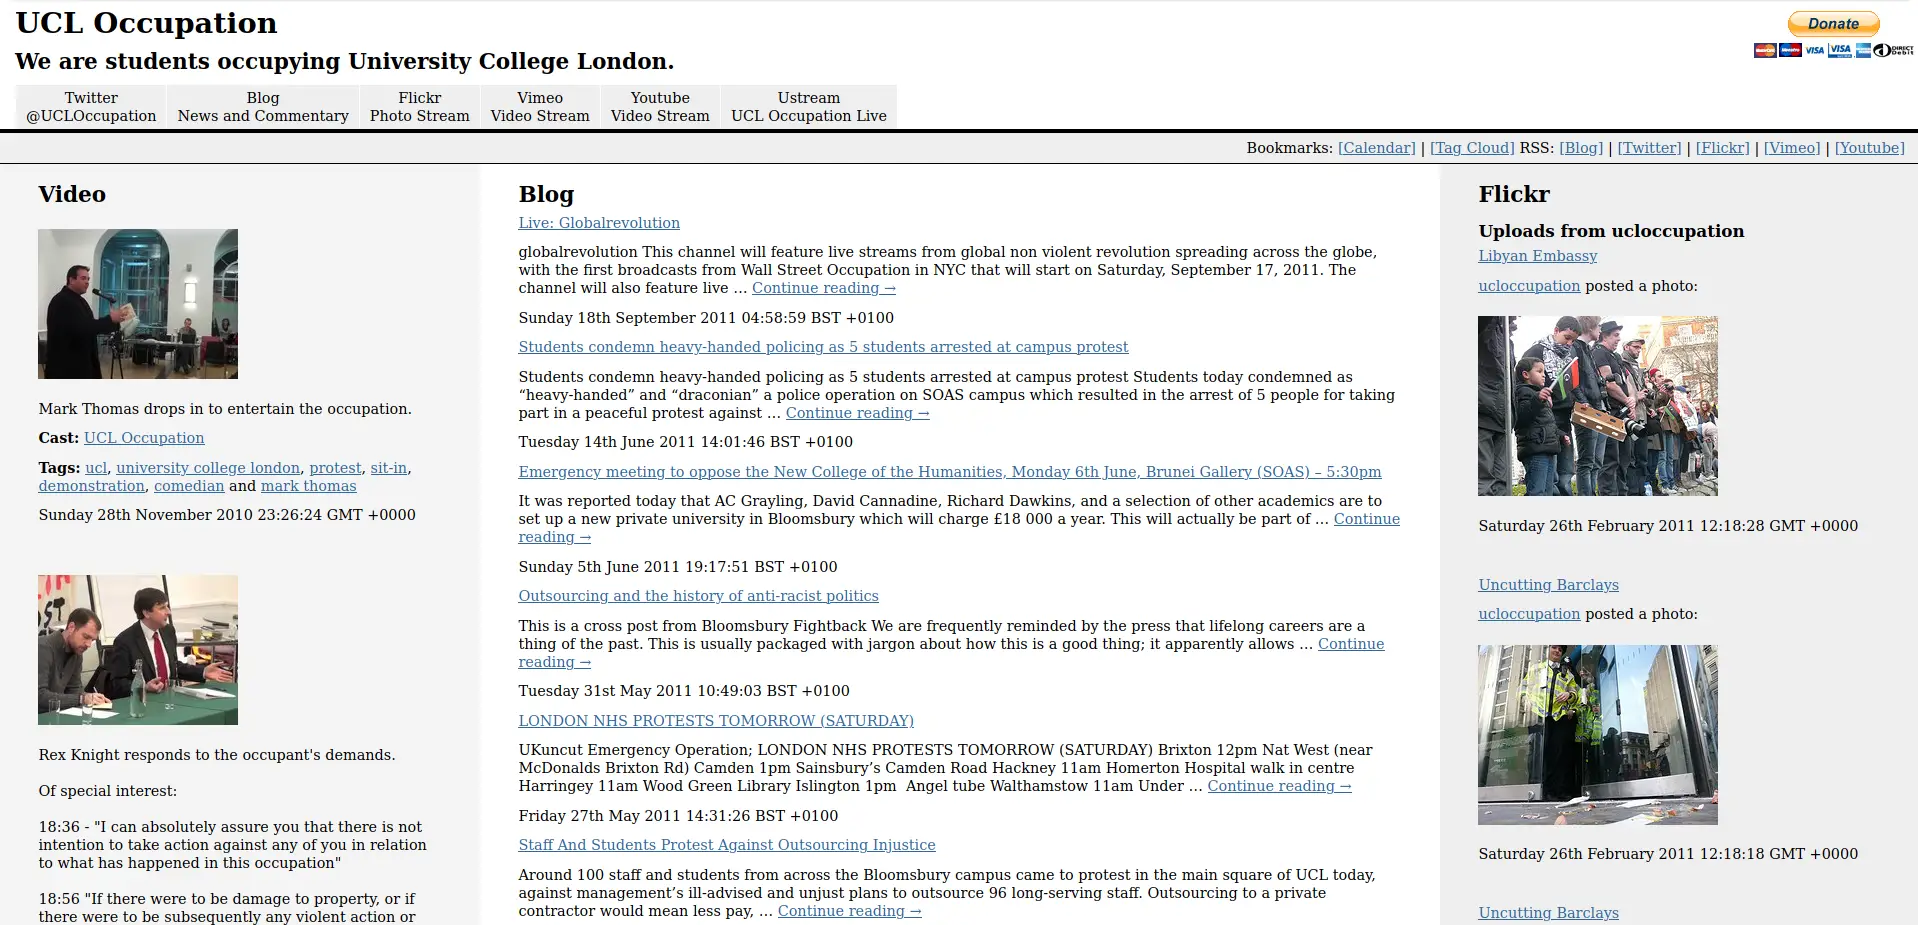 UCL Occupation
We are students occupying University College London.
Donate
VISA
VISA
DIRECT
Debit
Twitter
@UCLOccupation
Blog
News and Commentary
Flickr
Photo Stream
Vimeo
Video Stream
Youtube
Video Stream
Ustream
UCL Occupation Live
Bookmarks: [Calendar] | [Tag Cloud] RSS: [Blog] | [Twitter] | [Flickr] | [Vimeo] | [Youtube]
Video
Mark Thomas drops in to entertain the occupation.
Cast: UCL Occupation
Tags: ucl, university college london, protest, sit-in,
demonstration, comedian and mark thomas
Sunday 28th November 2010 23:26:24 GMT +0000
Rex Knight responds to the occupant's demands.
Of special interest:
18:36 - "I can absolutely assure you that there is not
intention to take action against any of you in relation
to what has happened in this occupation"
18:56 "If there were to be damage to property, or if
there were to be subsequently any violent action or
Blog
Live: Globalrevolution
globalrevolution This channel will feature live streams from global non violent revolution spreading across the globe,
with the first broadcasts from Wall Street Occupation in NYC that will start on Saturday, September 17, 2011. The
channel will also feature live … Continue reading →
Sunday 18th September 2011 04:58:59 BST +0100
Students condemn heavy-handed policing as 5 students arrested at campus protest
Students condemn heavy-handed policing as 5 students arrested at campus protest Students today condemned as
“heavy-handed” and “draconian” a police operation on SOAS campus which resulted in the arrest of 5 people for taking
part in a peaceful protest against … Continue reading →
Tuesday 14th June 2011 14:01:46 BST +0100
Emergency meeting to oppose the New College of the Humanities, Monday 6th June, Brunei Gallery (SOAS) – 5:30pm
It was reported today that AC Grayling, David Cannadine, Richard Dawkins, and a selection of other academics are to
set up a new private university in Bloomsbury which will charge £18 000 a year. This will actually be part of … Continue
reading →
Sunday 5th June 2011 19:17:51 BST +0100
Outsourcing and the history of anti-racist politics
This is a cross post from Bloomsbury Fightback We are frequently reminded by the press that lifelong careers are a
thing of the past. This is usually packaged with jargon about how this is a good thing; it apparently allows … Continue
reading →
Tuesday 31st May 2011 10:49:03 BST +0100
LONDON NHS PROTESTS TOMORROW (SATURDAY)
UKuncut Emergency Operation; LONDON NHS PROTESTS TOMORROW (SATURDAY) Brixton 12pm Nat West (near
McDonalds Brixton Rd) Camden 1pm Sainsbury’s Camden Road Hackney 11am Homerton Hospital walk in centre
Harringey 11am Wood Green Library Islington 1pm  Angel tube Walthamstow 11am Under … Continue reading →
Friday 27th May 2011 14:31:26 BST +0100
Staff And Students Protest Against Outsourcing Injustice
Around 100 staff and students from across the Bloomsbury campus came to protest in the main square of UCL today,
against management’s ill-advised and unjust plans to outsource 96 long-serving staff. Outsourcing to a private
contractor would mean less pay, … Continue reading →
Flickr
Uploads from ucloccupation
Libyan Embassy
ucloccupation posted a photo:
Saturday 26th February 2011 12:18:28 GMT +0000
Uncutting Barclays
ucloccupation posted a photo:
Saturday 26th February 2011 12:18:18 GMT +0000
Uncutting Barclays